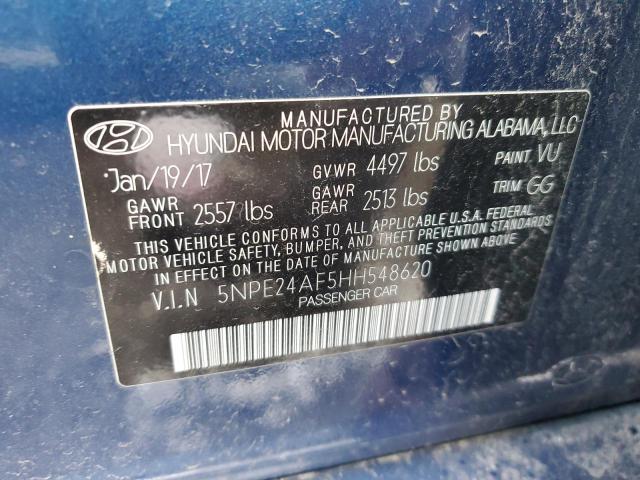 MANUFACTURED BY
HYUNDAI MOTOR MANUFACTURING ALABAMA, LLC
Jan/19/17 GVWR 4497 lbs PAINT VU
GAWR FRONT 2557 lbs GAWR REAR 2513 lbs TRIM GG
THIS VEHICLE CONFORMS TO ALL APPLICABLE U.S.A. FEDERAL
MOTOR VEHICLE SAFETY, BUMPER, AND THEFT PREVENTION STANDARDS
IN EFFECT ON THE DATE OF MANUFACTURE SHOWN ABOVE.
V.I.N 5NPE24AF5HH548620
PASSENGER CAR